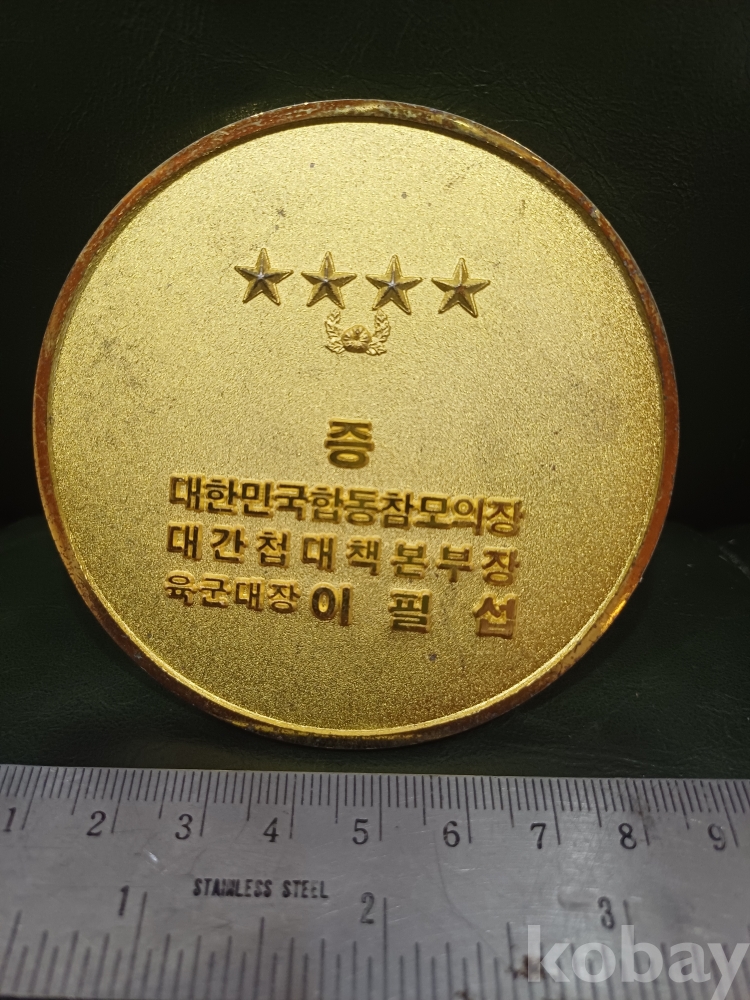 증
대한민국합동참모의장
대간첩대책본부장
육군대장 이필섭
1 2 3 4 5 6 7 8 9
STAINLESS STEEL
1 2 3
kobay